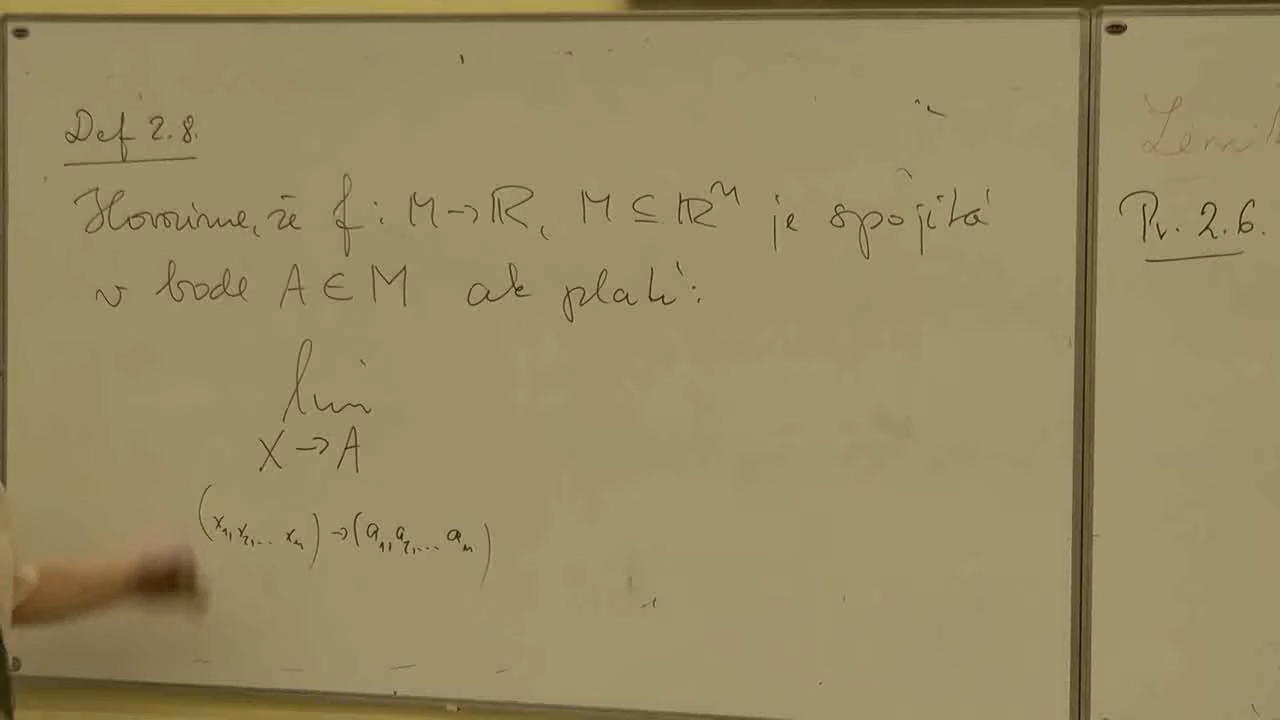 Def 2.8.
Hovoríme, že f: M → ℝ, M ⊆ ℝⁿ je spojitá
v bode A ∈ M ak platí:
lim
X → A
(x₁, x₂, ... xₙ) → (a₁, a₂, ... aₙ)
Pr. 2.6.